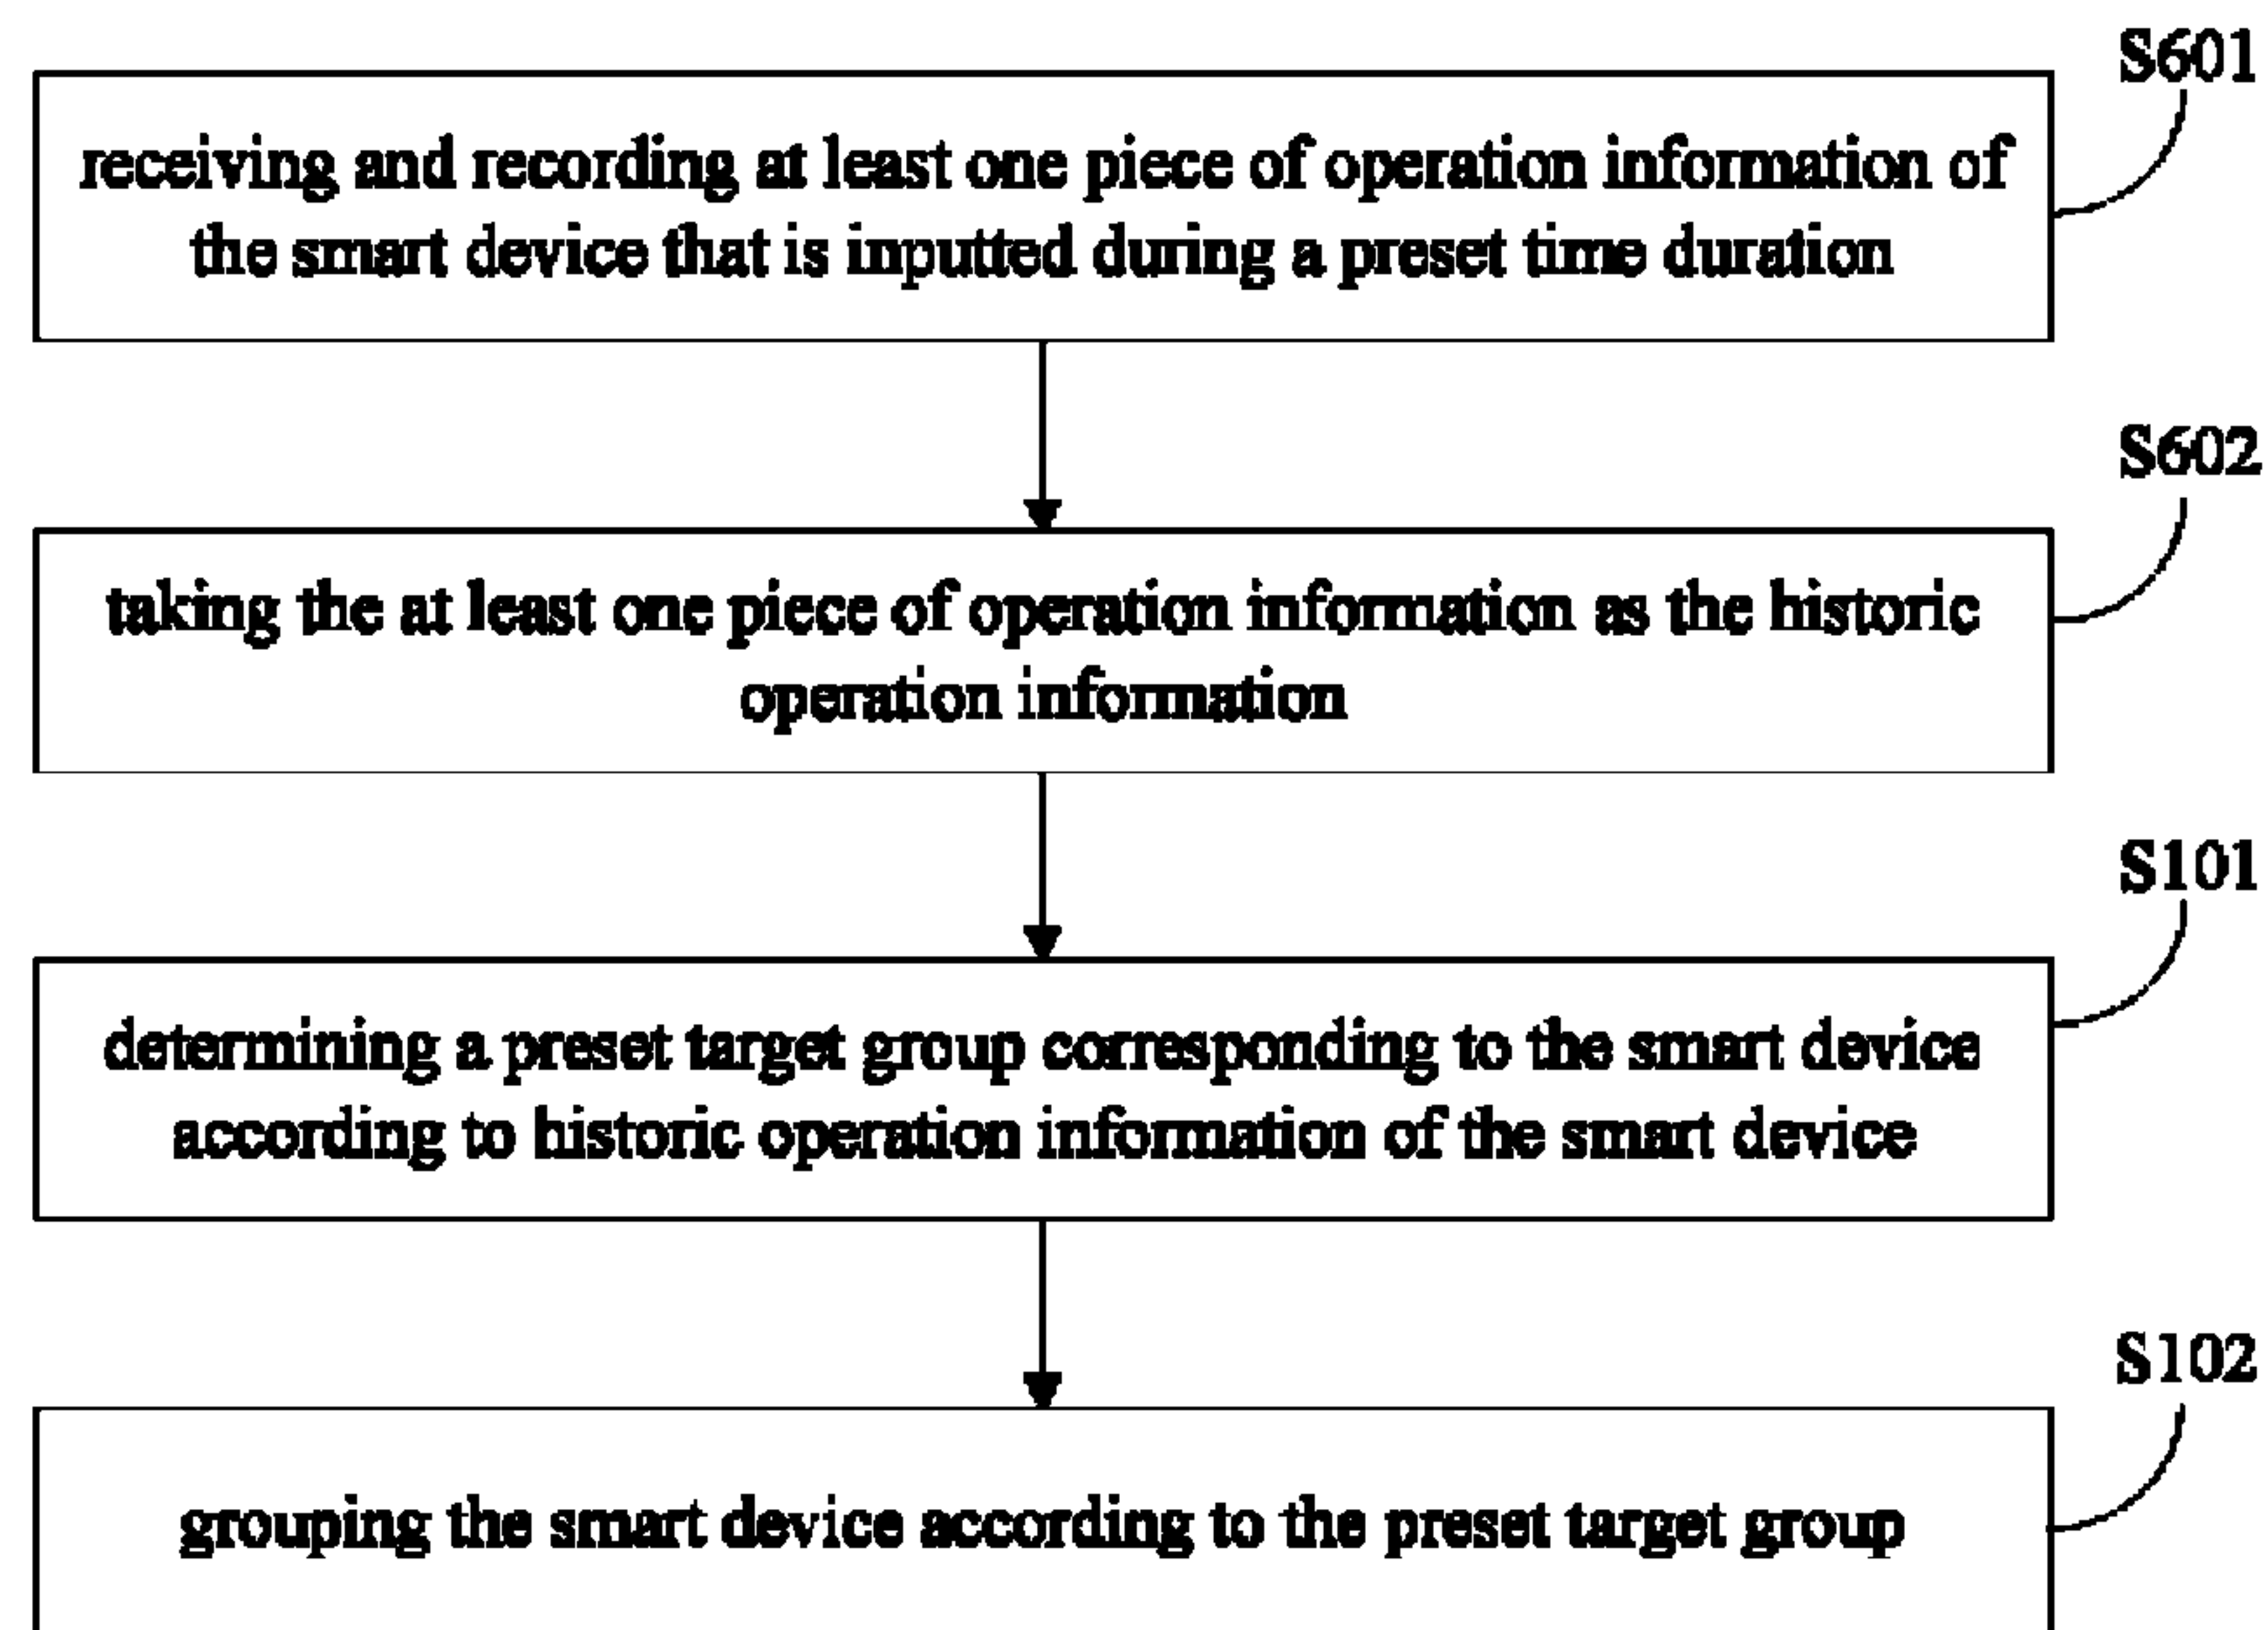 S601
receiving and recording at least one piece of operation information of
the smart device that is inputted during a preset time duration
S602
taking the at least one piece of operation information as the historic
operation information
S101
determining a preset target group corresponding to the smart device
according to historic operation information of the smart device
S102
grouping the smart device according to the preset target group